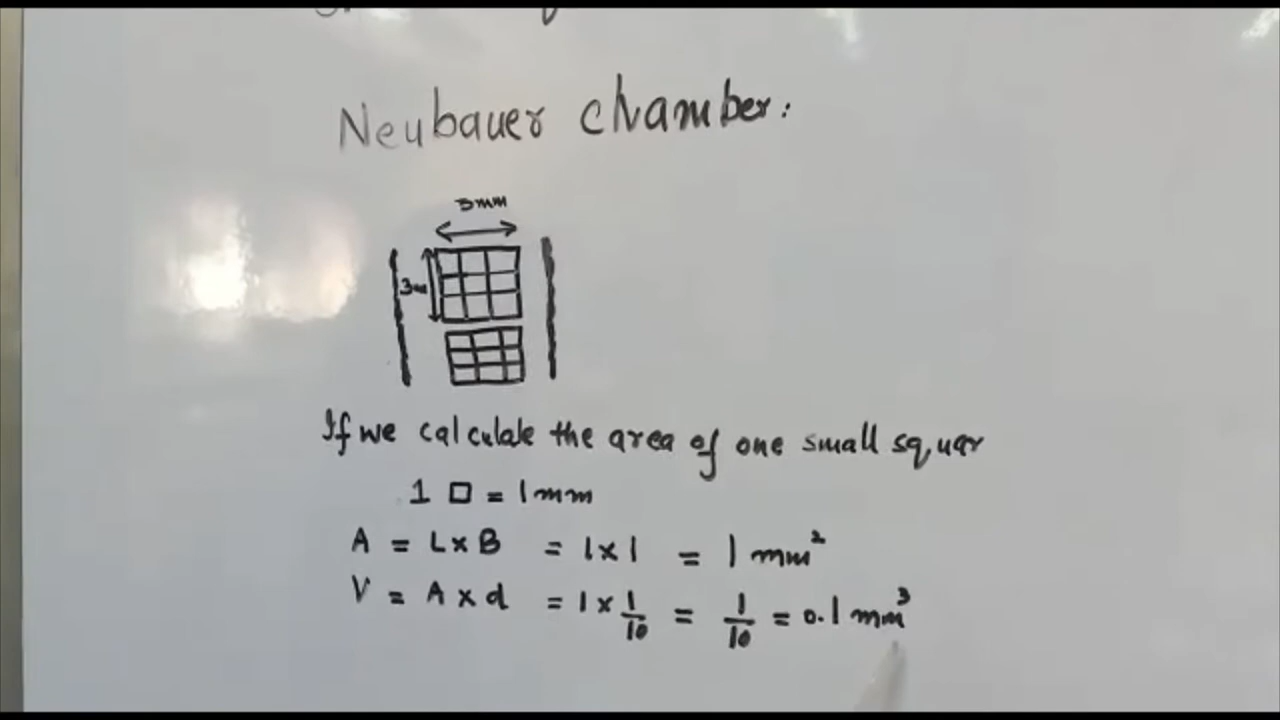 Neubauer chamber:
3mm
3m
If we calculate the area of one small squar
1 □ = 1mm
A = L×B = 1×1 = 1 mm²
V = A×d = 1×1/10 = 1/10 = 0.1 mm³